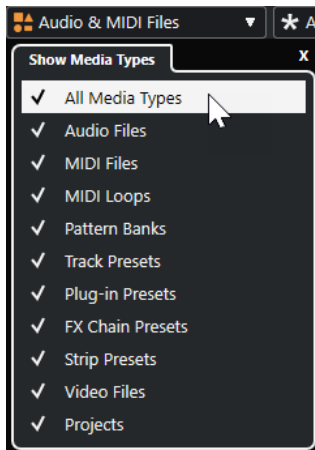 Audio & MIDI Files
A
Show Media Types
x
All Media Types
Audio Files
MIDI Files
MIDI Loops
Pattern Banks
Track Presets
Plug-in Presets
FX Chain Presets
Strip Presets
Video Files
Projects